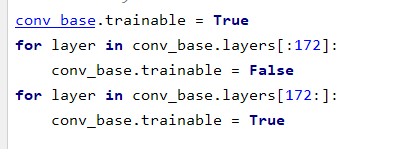 conv_base.trainable = True
for layer in conv_base.layers[:172]:
    conv_base.trainable = False
for layer in conv_base.layers[172:]:
    conv_base.trainable = True